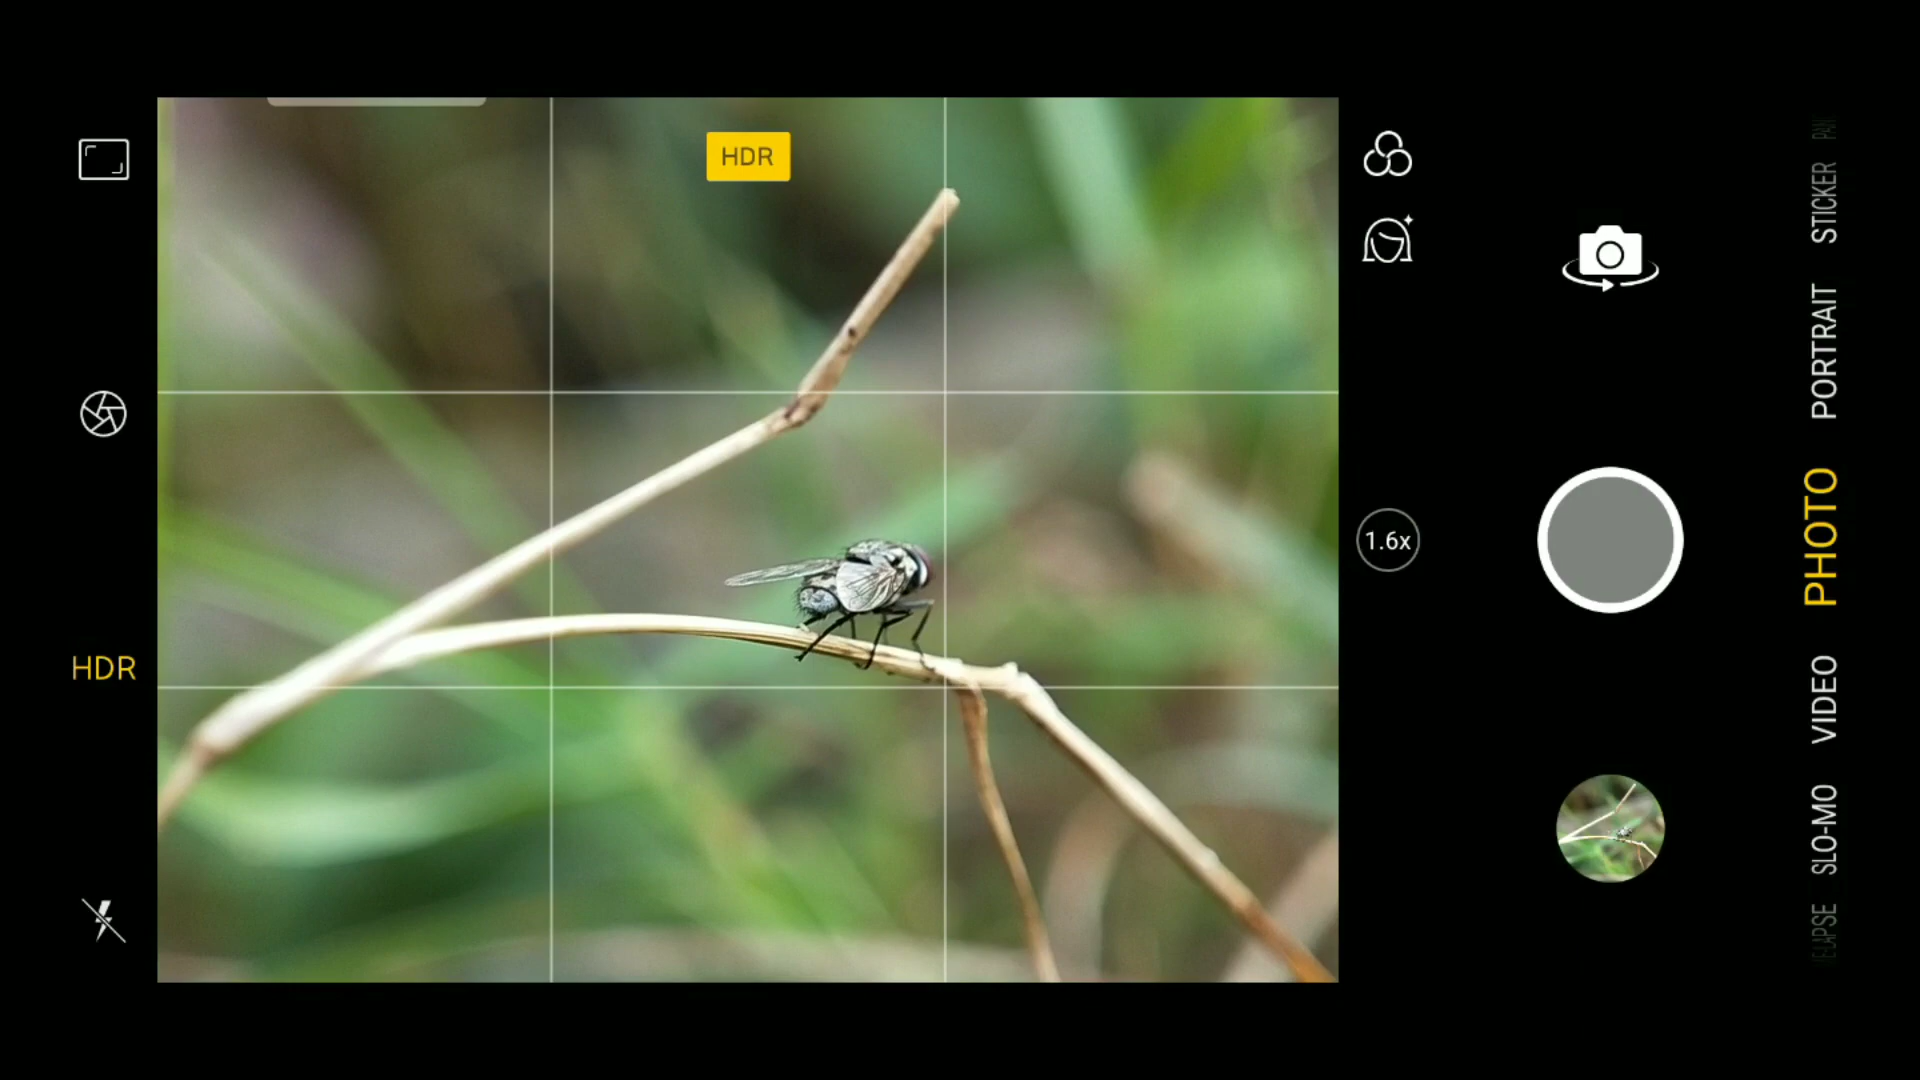 HDR
HDR
1.6x
STICKER
PORTRAIT
PHOTO
VIDEO
SLO-MO